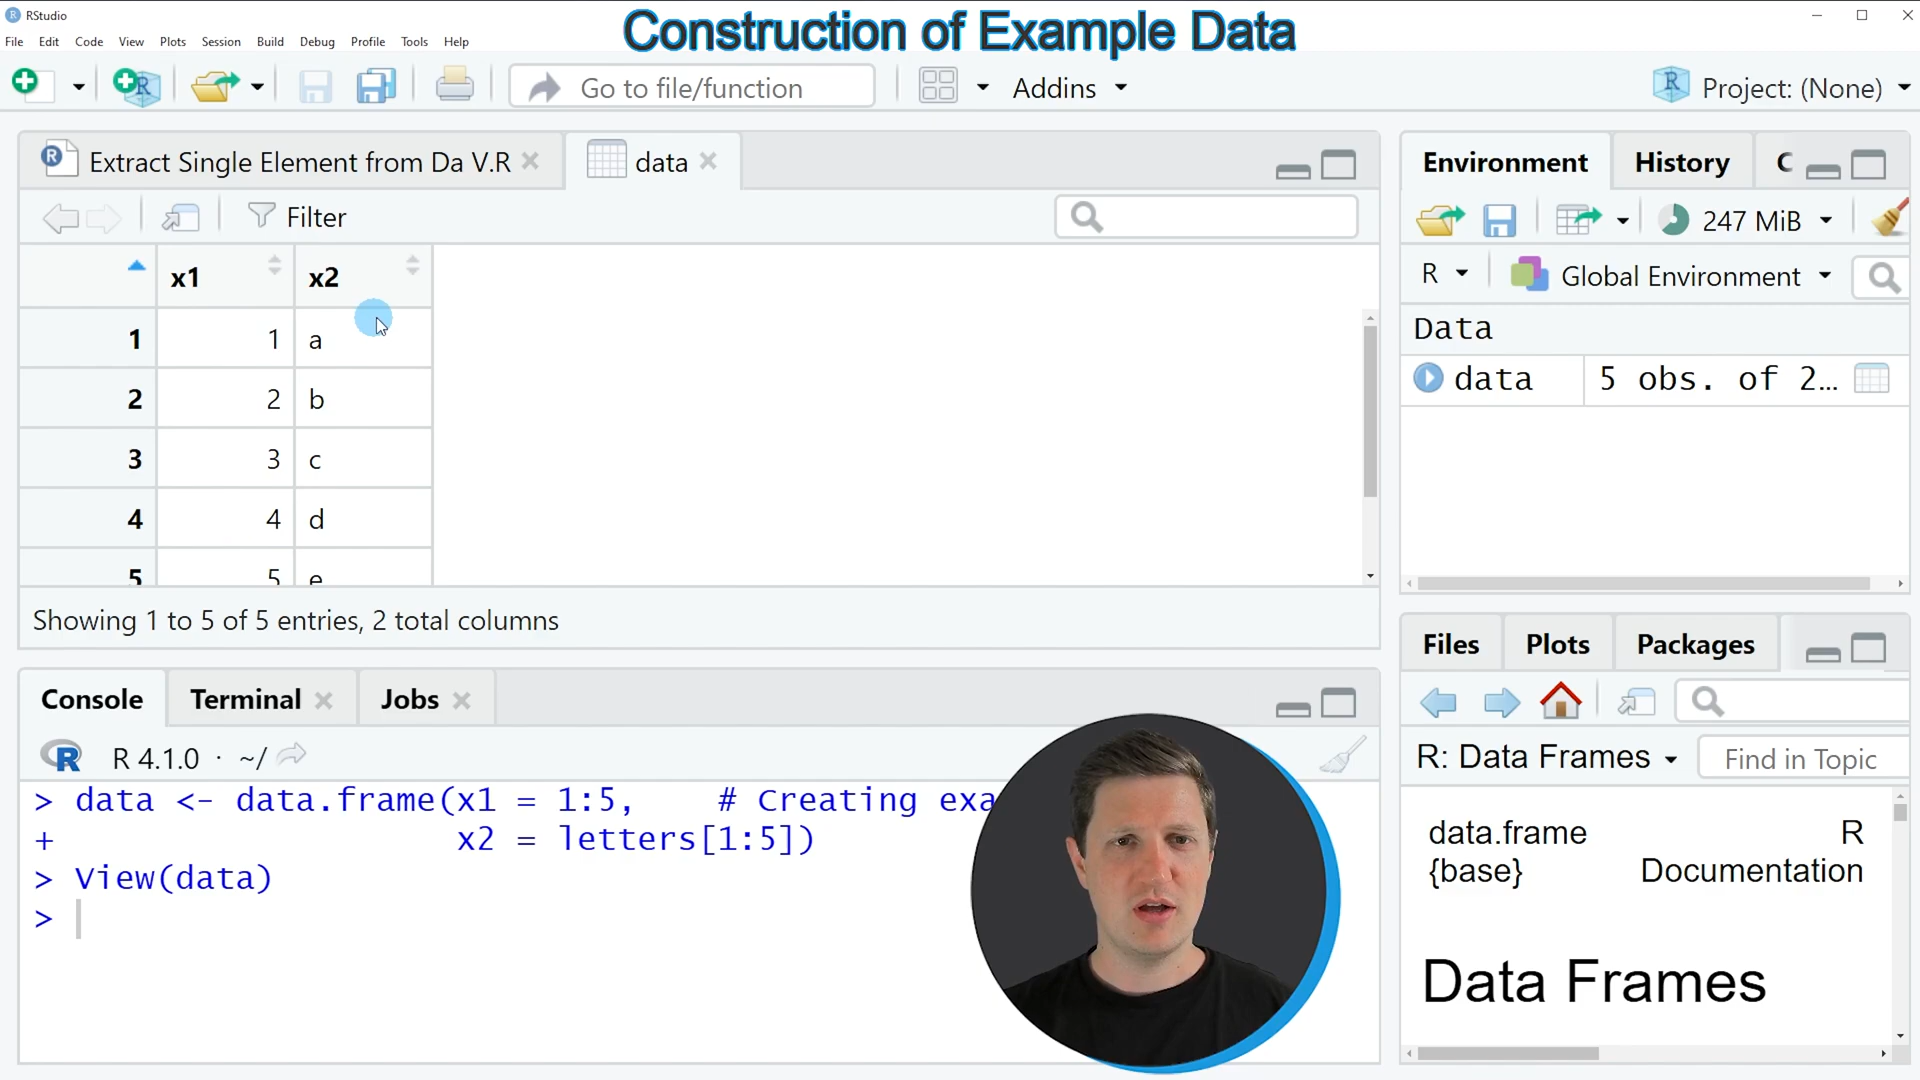 RStudio
Construction of Example Data
File Edit Code View Plots Session Build Debug Profile Tools Help
Go to file/function
Addins
Project: (None)
Extract Single Element from Da V.R
data
Filter
x1 x2
1 1 a
2 2 b
3 3 c
4 4 d
5 5 e
Showing 1 to 5 of 5 entries, 2 total columns
Console Terminal Jobs
R 4.1.0 · ~/
> data <- data.frame(x1 = 1:5, # Creating exa
+ x2 = letters[1:5])
> View(data)
>
Environment History C
247 MiB
R Global Environment
Data
data 5 obs. of 2…
Files Plots Packages
R: Data Frames Find in Topic
data.frame R
{base} Documentation
Data Frames